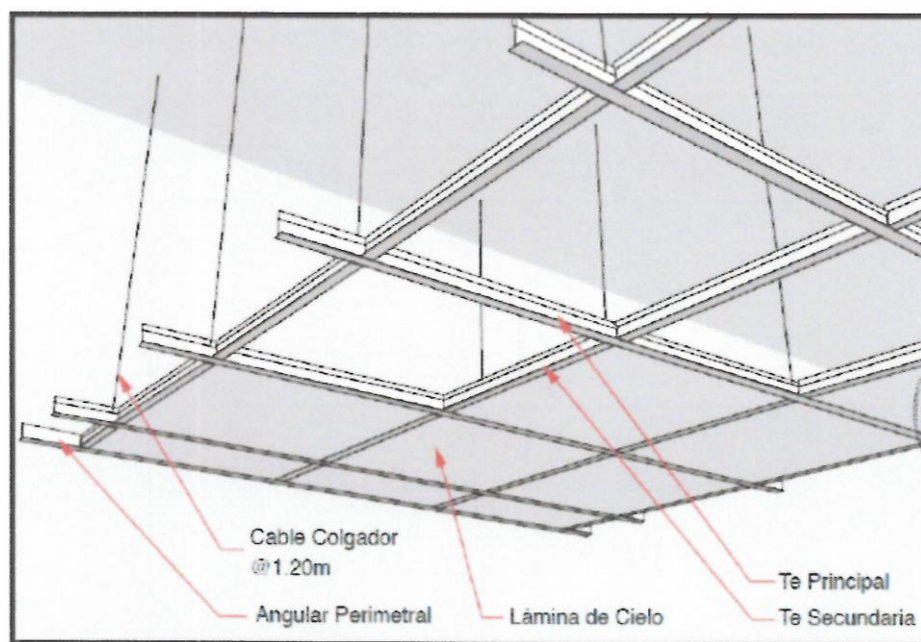 Cable Colgador
@1.20m
Angular Perimetral
Lámina de Cielo
Te Principal
Te Secundaria